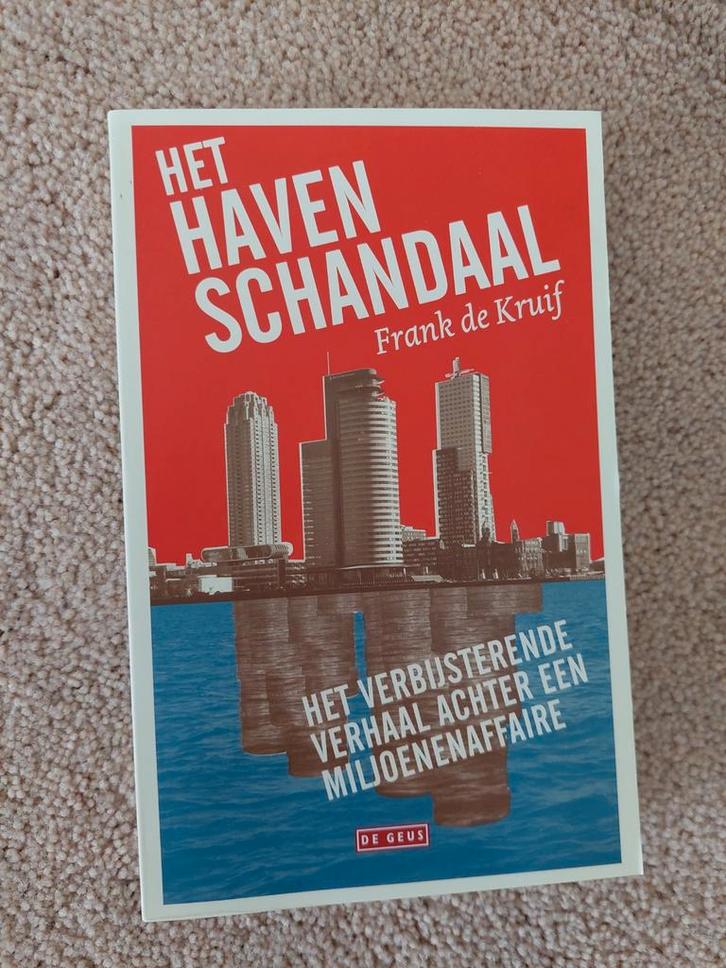 HET
HAVEN
SCHANDAAL
Frank de Kruif
HET VERBIJSTERENDE
VERHAAL ACHTER EEN
MILJOENENAFFAIRE
DE GEUS